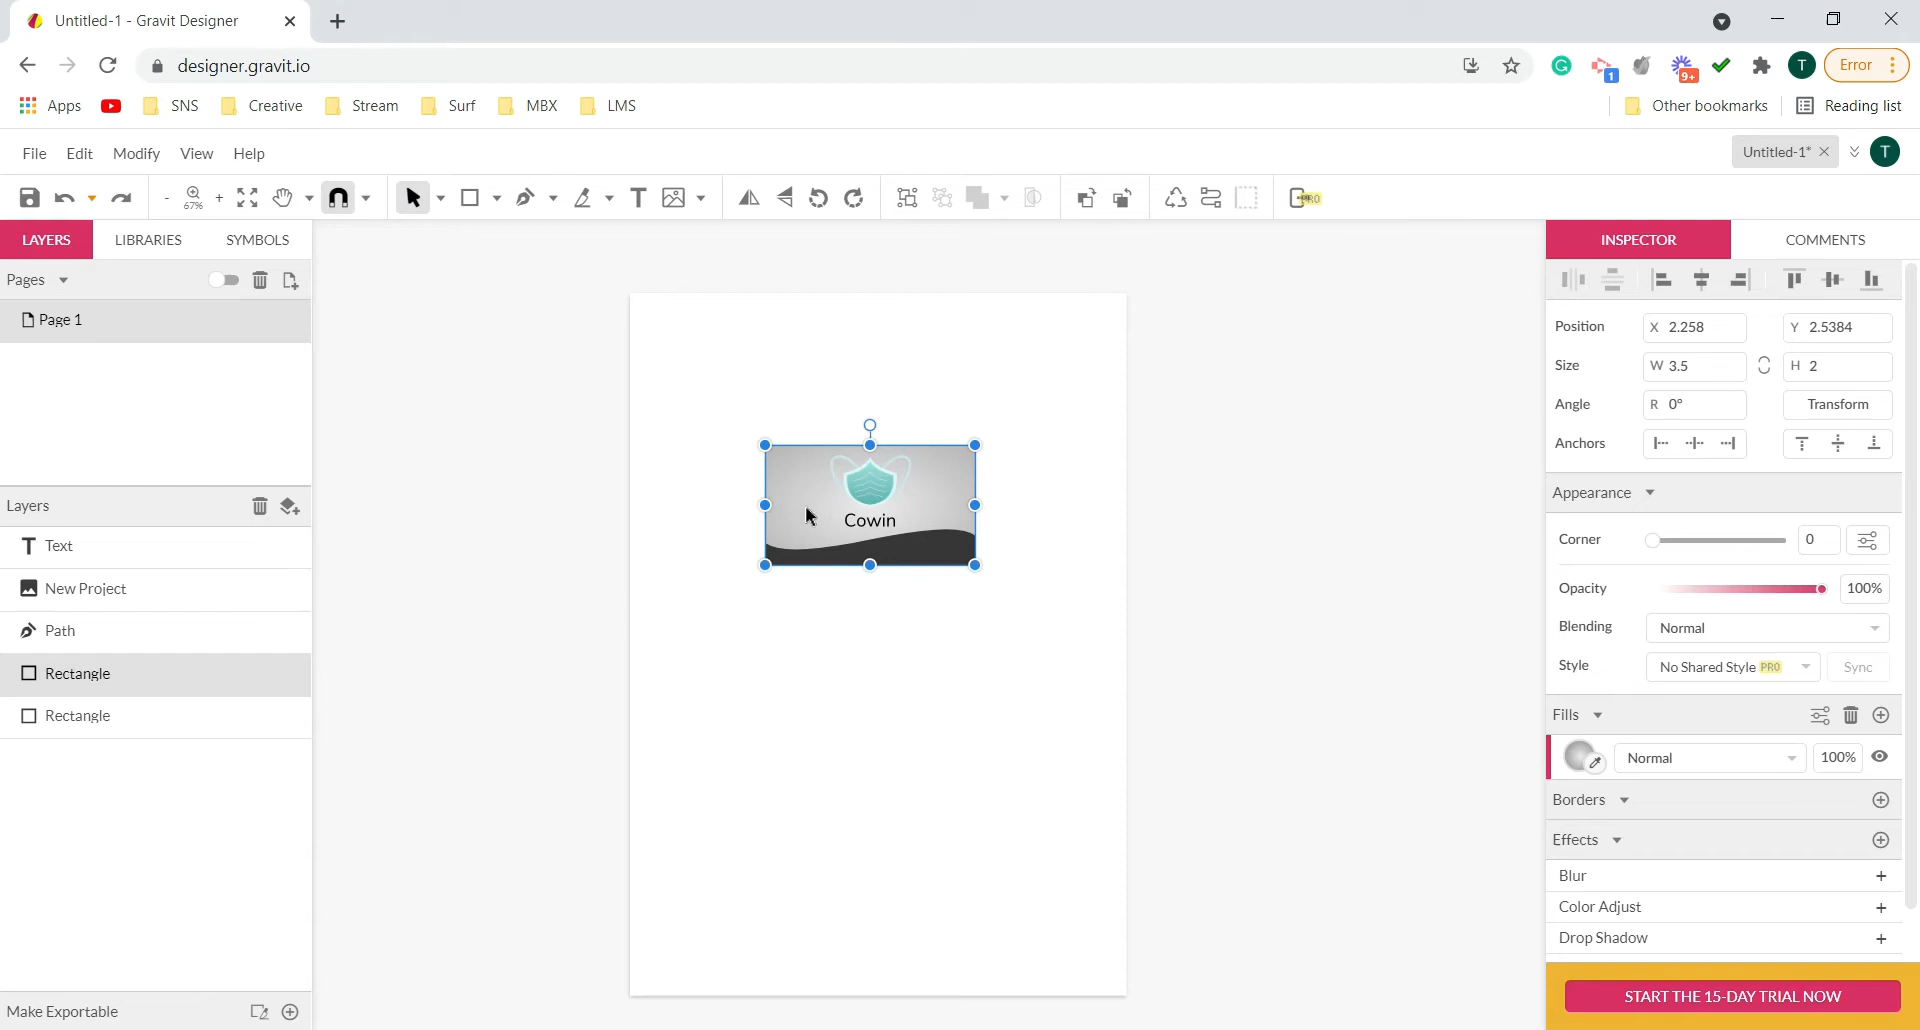 Untitled-1 - Gravit Designer
designer.gravit.io
1
9+
T
Error
Apps SNS Creative Stream Surf MBX LMS Other bookmarks Reading list
File Edit Modify View Help
Untitled-1*
T
- 67% +
T
PRO
LAYERS LIBRARIES SYMBOLS
INSPECTOR COMMENTS
Pages
Page 1
Position X 2.258 Y 2.5384
Size W 3.5 H 2
Angle R 0° Transform
Anchors
Cowin
Layers
Text
New Project
Path
Rectangle
Rectangle
Appearance
Corner 0
Opacity 100%
Blending Normal
Style No Shared Style PRO Sync
Fills
Normal 100%
Borders
Effects
Blur +
Color Adjust +
Drop Shadow +
Make Exportable
START THE 15-DAY TRIAL NOW